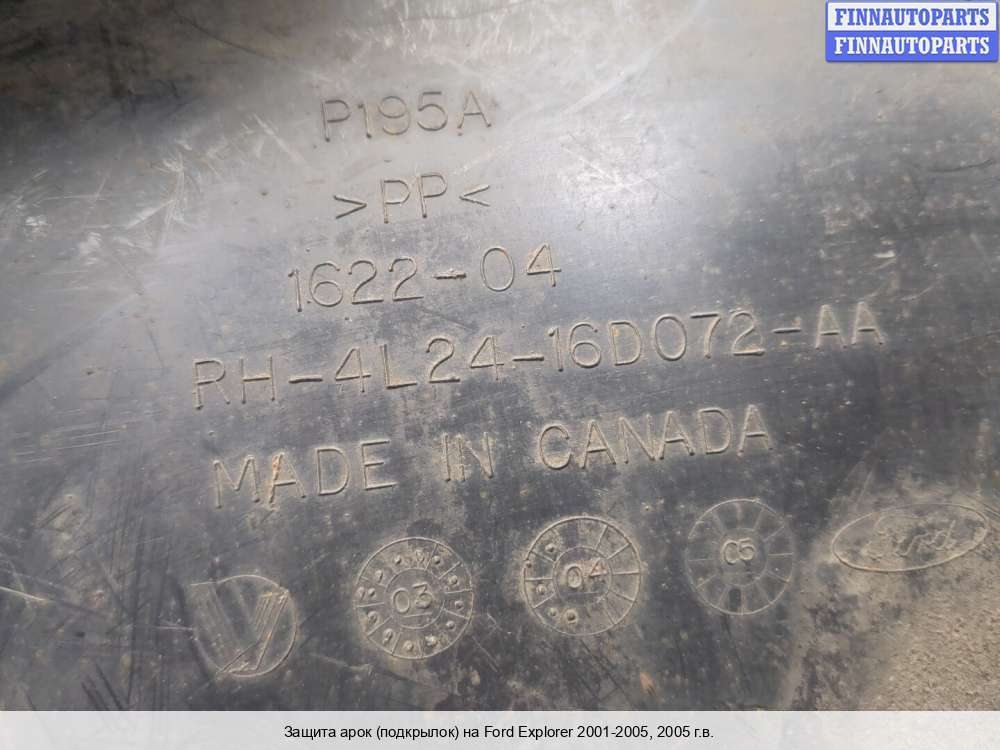 FINNAUTOPARTS
FINNAUTOPARTS
P195A
>PP<
1622-04
RH-4L24-16D072-AA
MADE IN CANADA
03 04 05 Ford
Защита арок (подкрылок) на Ford Explorer 2001-2005, 2005 г.в.